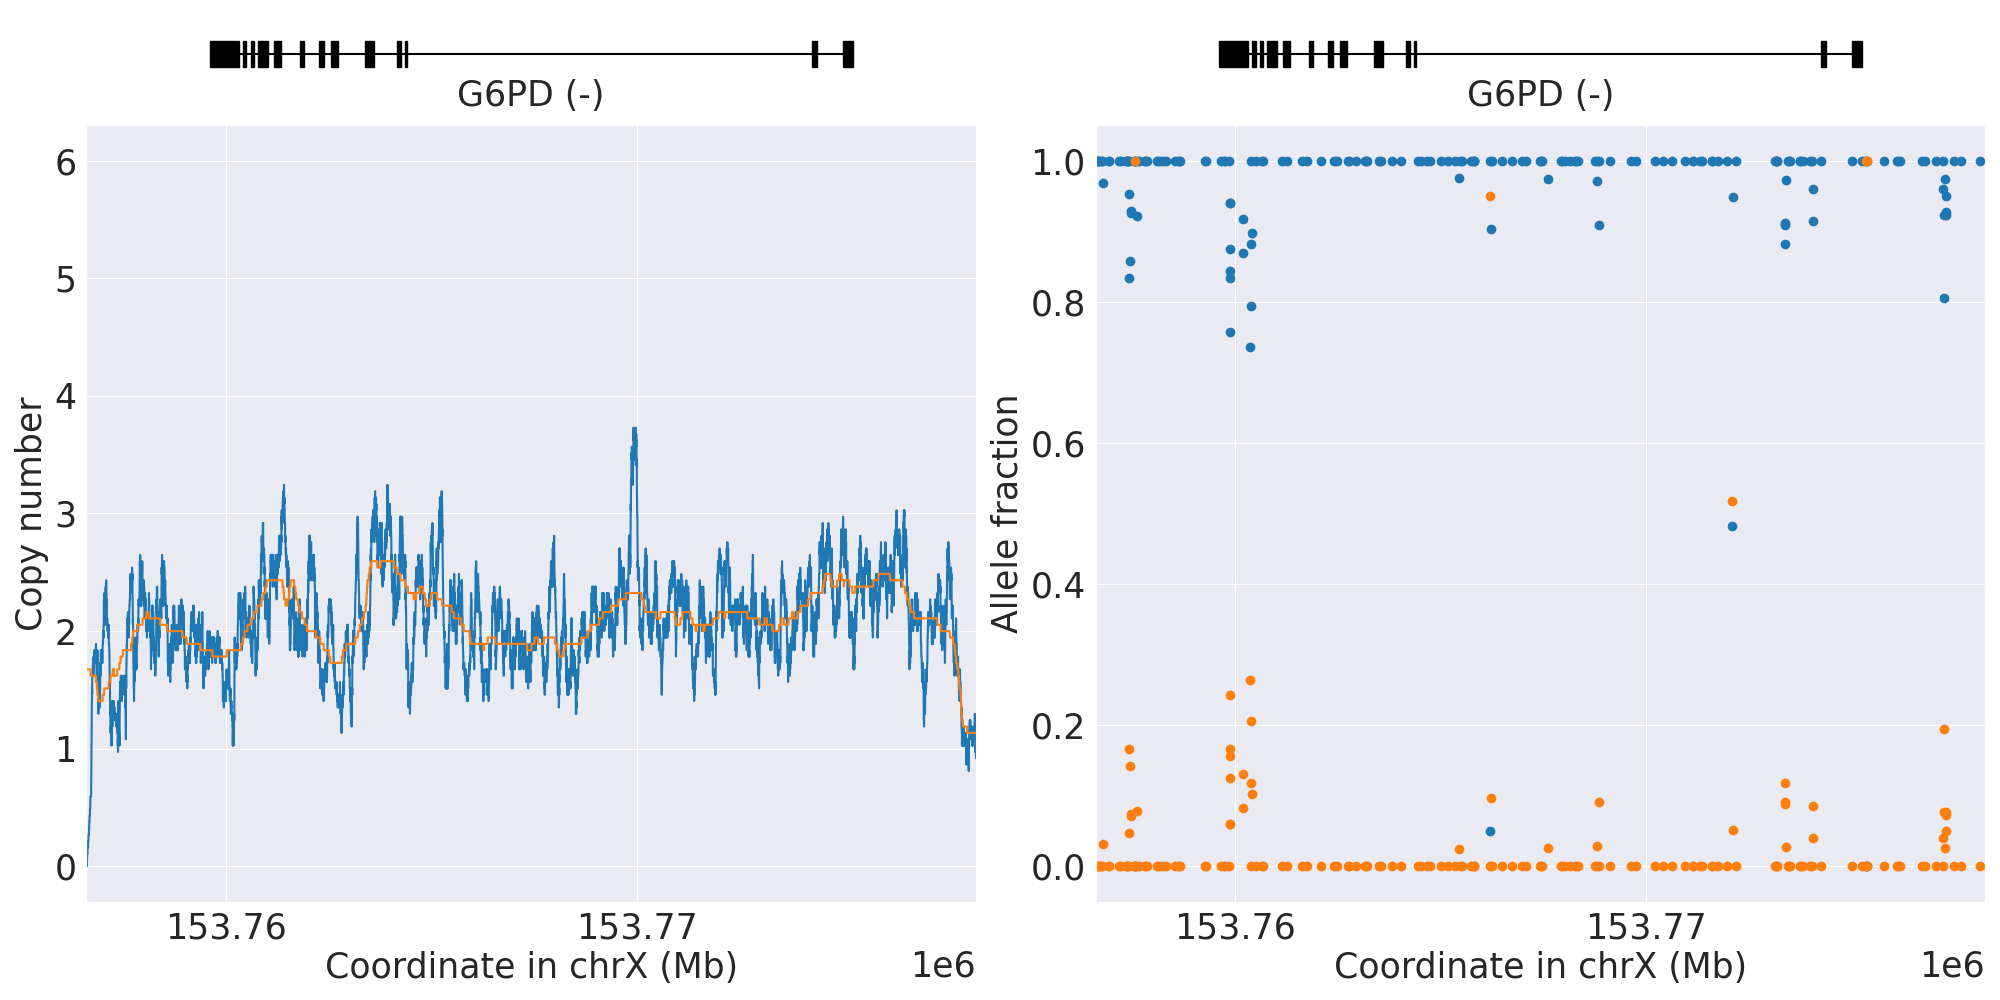 G6PD (-)
6
5
4
3
2
1
0
Copy number
153.76
153.77
Coordinate in chrX (Mb)
1e6
G6PD (-)
1.0
0.8
0.6
0.4
0.2
0.0
Allele fraction
153.76
153.77
Coordinate in chrX (Mb)
1e6